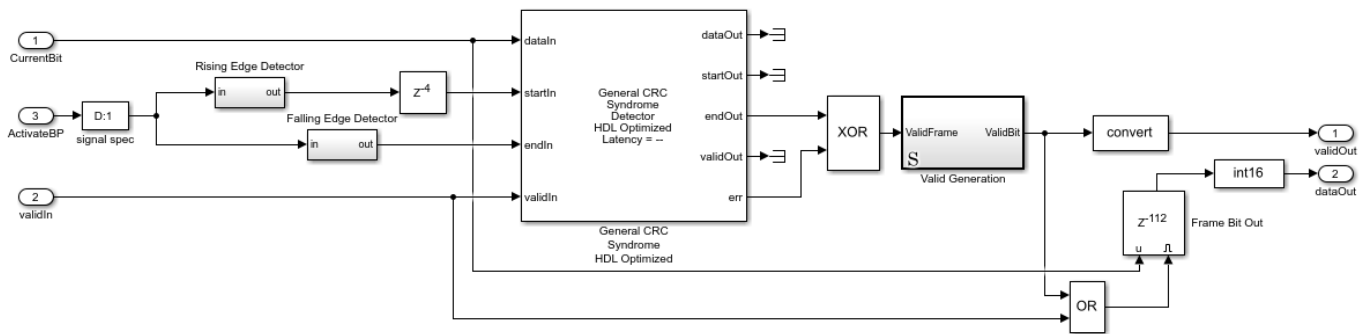 1
CurrentBit
3
ActivateBP
D:1
signal spec
2
validIn
Rising Edge Detector
in out
Z-4
Falling Edge Detector
in out
dataIn
startIn
endIn
validIn
General CRC
Syndrome
Detector
HDL Optimized
Latency = --
dataOut
startOut
endOut
validOut
err
General CRC
Syndrome
HDL Optimized
XOR
ValidFrame ValidBit
S
Valid Generation
convert
1
validOut
int16
2
dataOut
Z-112
u
Frame Bit Out
OR